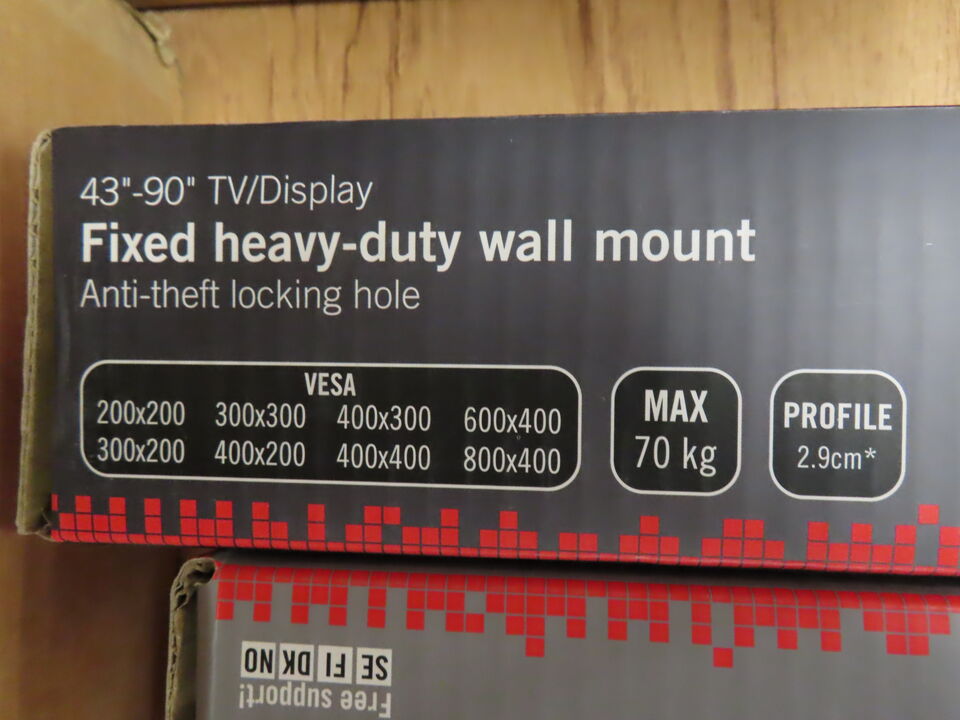 43"-90" TV/Display
Fixed heavy-duty wall mount
Anti-theft locking hole
VESA
200x200 300x300 400x300 600x400
300x200 400x200 400x400 800x400
MAX
70 kg
PROFILE
2.9cm*
Free support!
SE FI DK NO